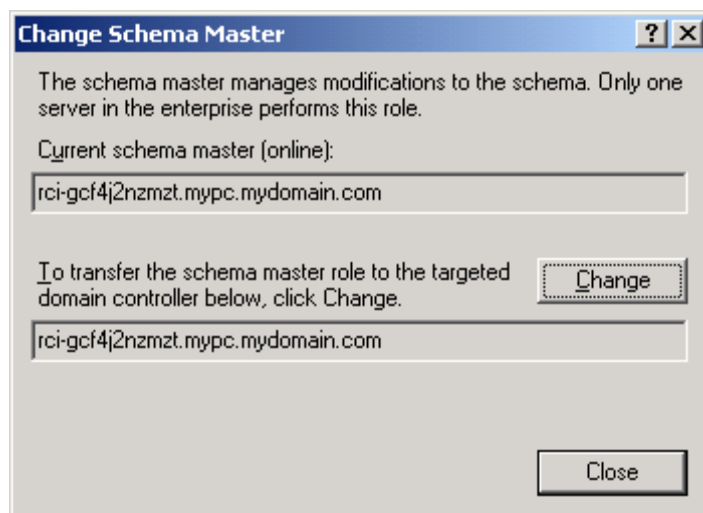 Change Schema Master
The schema master manages modifications to the schema. Only one
server in the enterprise performs this role.
Current schema master (online):
rci-gcf4j2nzmzt.mypc.mydomain.com
To transfer the schema master role to the targeted
domain controller below, click Change.
Change
rci-gcf4j2nzmzt.mypc.mydomain.com
Close